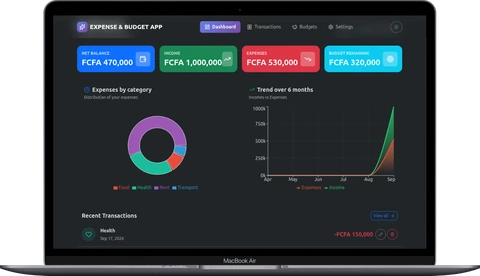 EXPENSE & BUDGET APP
Dashboard
Transactions
Budgets
Settings
NET BALANCE
FCFA 470,000
INCOME
FCFA 1,000,000
EXPENSES
FCFA 530,000
BUDGET REMAINING
FCFA 320,000
Expenses by category
Distribution of your expenses
Trend over 6 months
Incomes vs Expenses
1000k
750k
500k
250k
0k
Apr May Jun Jul Aug Sep
Food Health Rent Transport
Expenses Income
Recent Transactions
View all
Health
Sep 17, 2024
-FCFA 150,000
MacBook Air